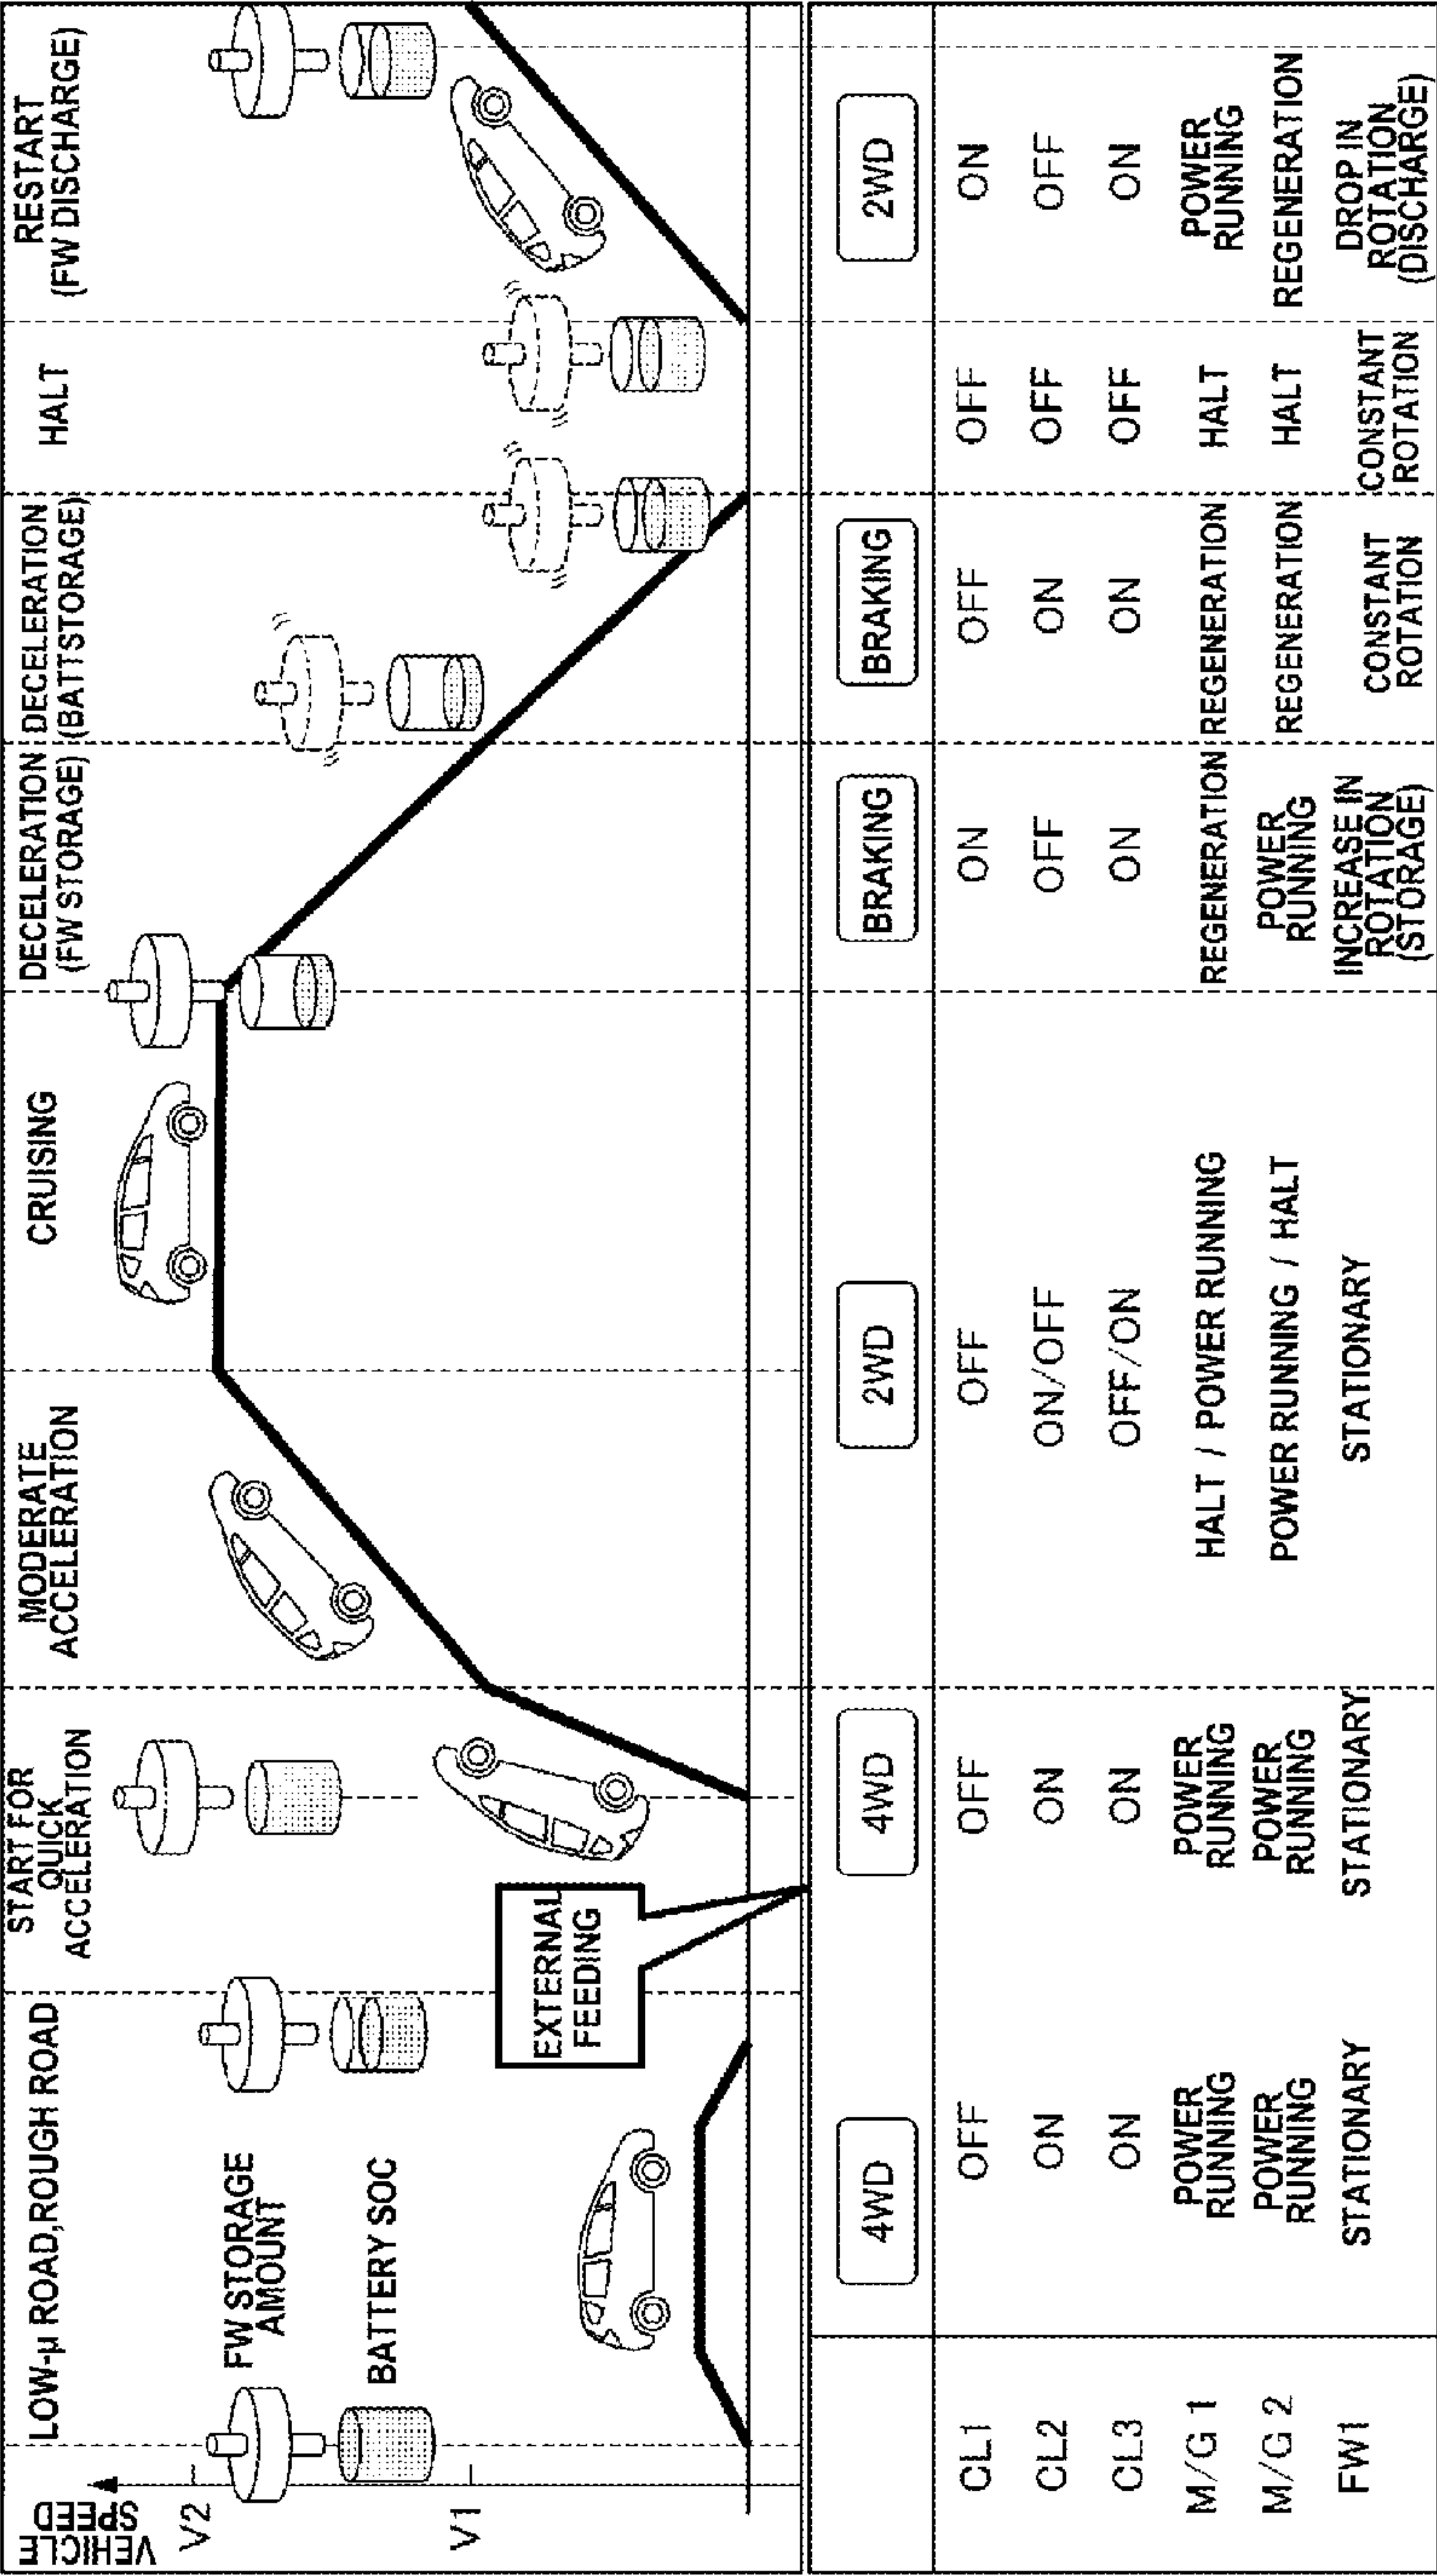 VEHICLE
SPEED
V2
V1
LOW-μ ROAD,ROUGH ROAD
FW STORAGE
AMOUNT
BATTERY SOC
EXTERNAL
FEEDING
START FOR
QUICK
ACCELERATION
MODERATE
ACCELERATION
CRUISING
DECELERATION
(FW STORAGE)
DECELERATION
(BATTSTORAGE)
HALT
RESTART
(FW DISCHARGE)
4WD
4WD
2WD
BRAKING
BRAKING
2WD
CL1
OFF
OFF
OFF
ON
OFF
OFF
ON
CL2
ON
ON
ON/OFF
OFF
ON
OFF
OFF
CL3
ON
ON
OFF/ON
ON
ON
OFF
ON
M/G 1
POWER
RUNNING
POWER
RUNNING
HALT / POWER RUNNING
REGENERATION
REGENERATION
HALT
POWER
RUNNING
M/G 2
POWER
RUNNING
POWER
RUNNING
POWER RUNNING / HALT
POWER
RUNNING
REGENERATION
HALT
REGENERATION
FW1
STATIONARY
STATIONARY
STATIONARY
INCREASE IN
ROTATION
(STORAGE)
CONSTANT
ROTATION
CONSTANT
ROTATION
DROP IN
ROTATION
(DISCHARGE)